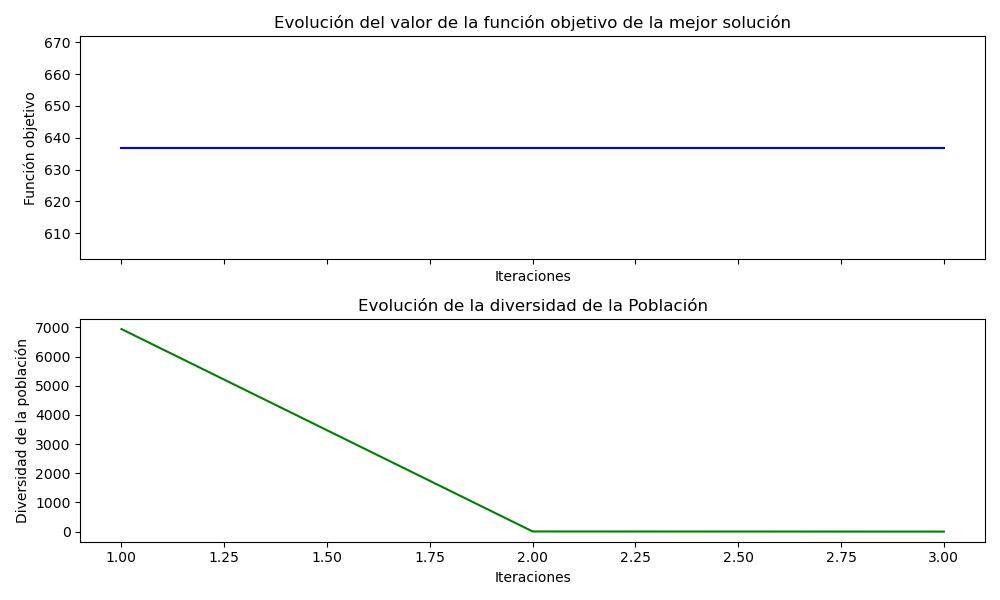 Evolución del valor de la función objetivo de la mejor solución
Función objetivo
670
660
650
640
630
620
610
Iteraciones
Evolución de la diversidad de la Población
Diversidad de la población
7000
6000
5000
4000
3000
2000
1000
0
1.00 1.25 1.50 1.75 2.00 2.25 2.50 2.75 3.00
Iteraciones